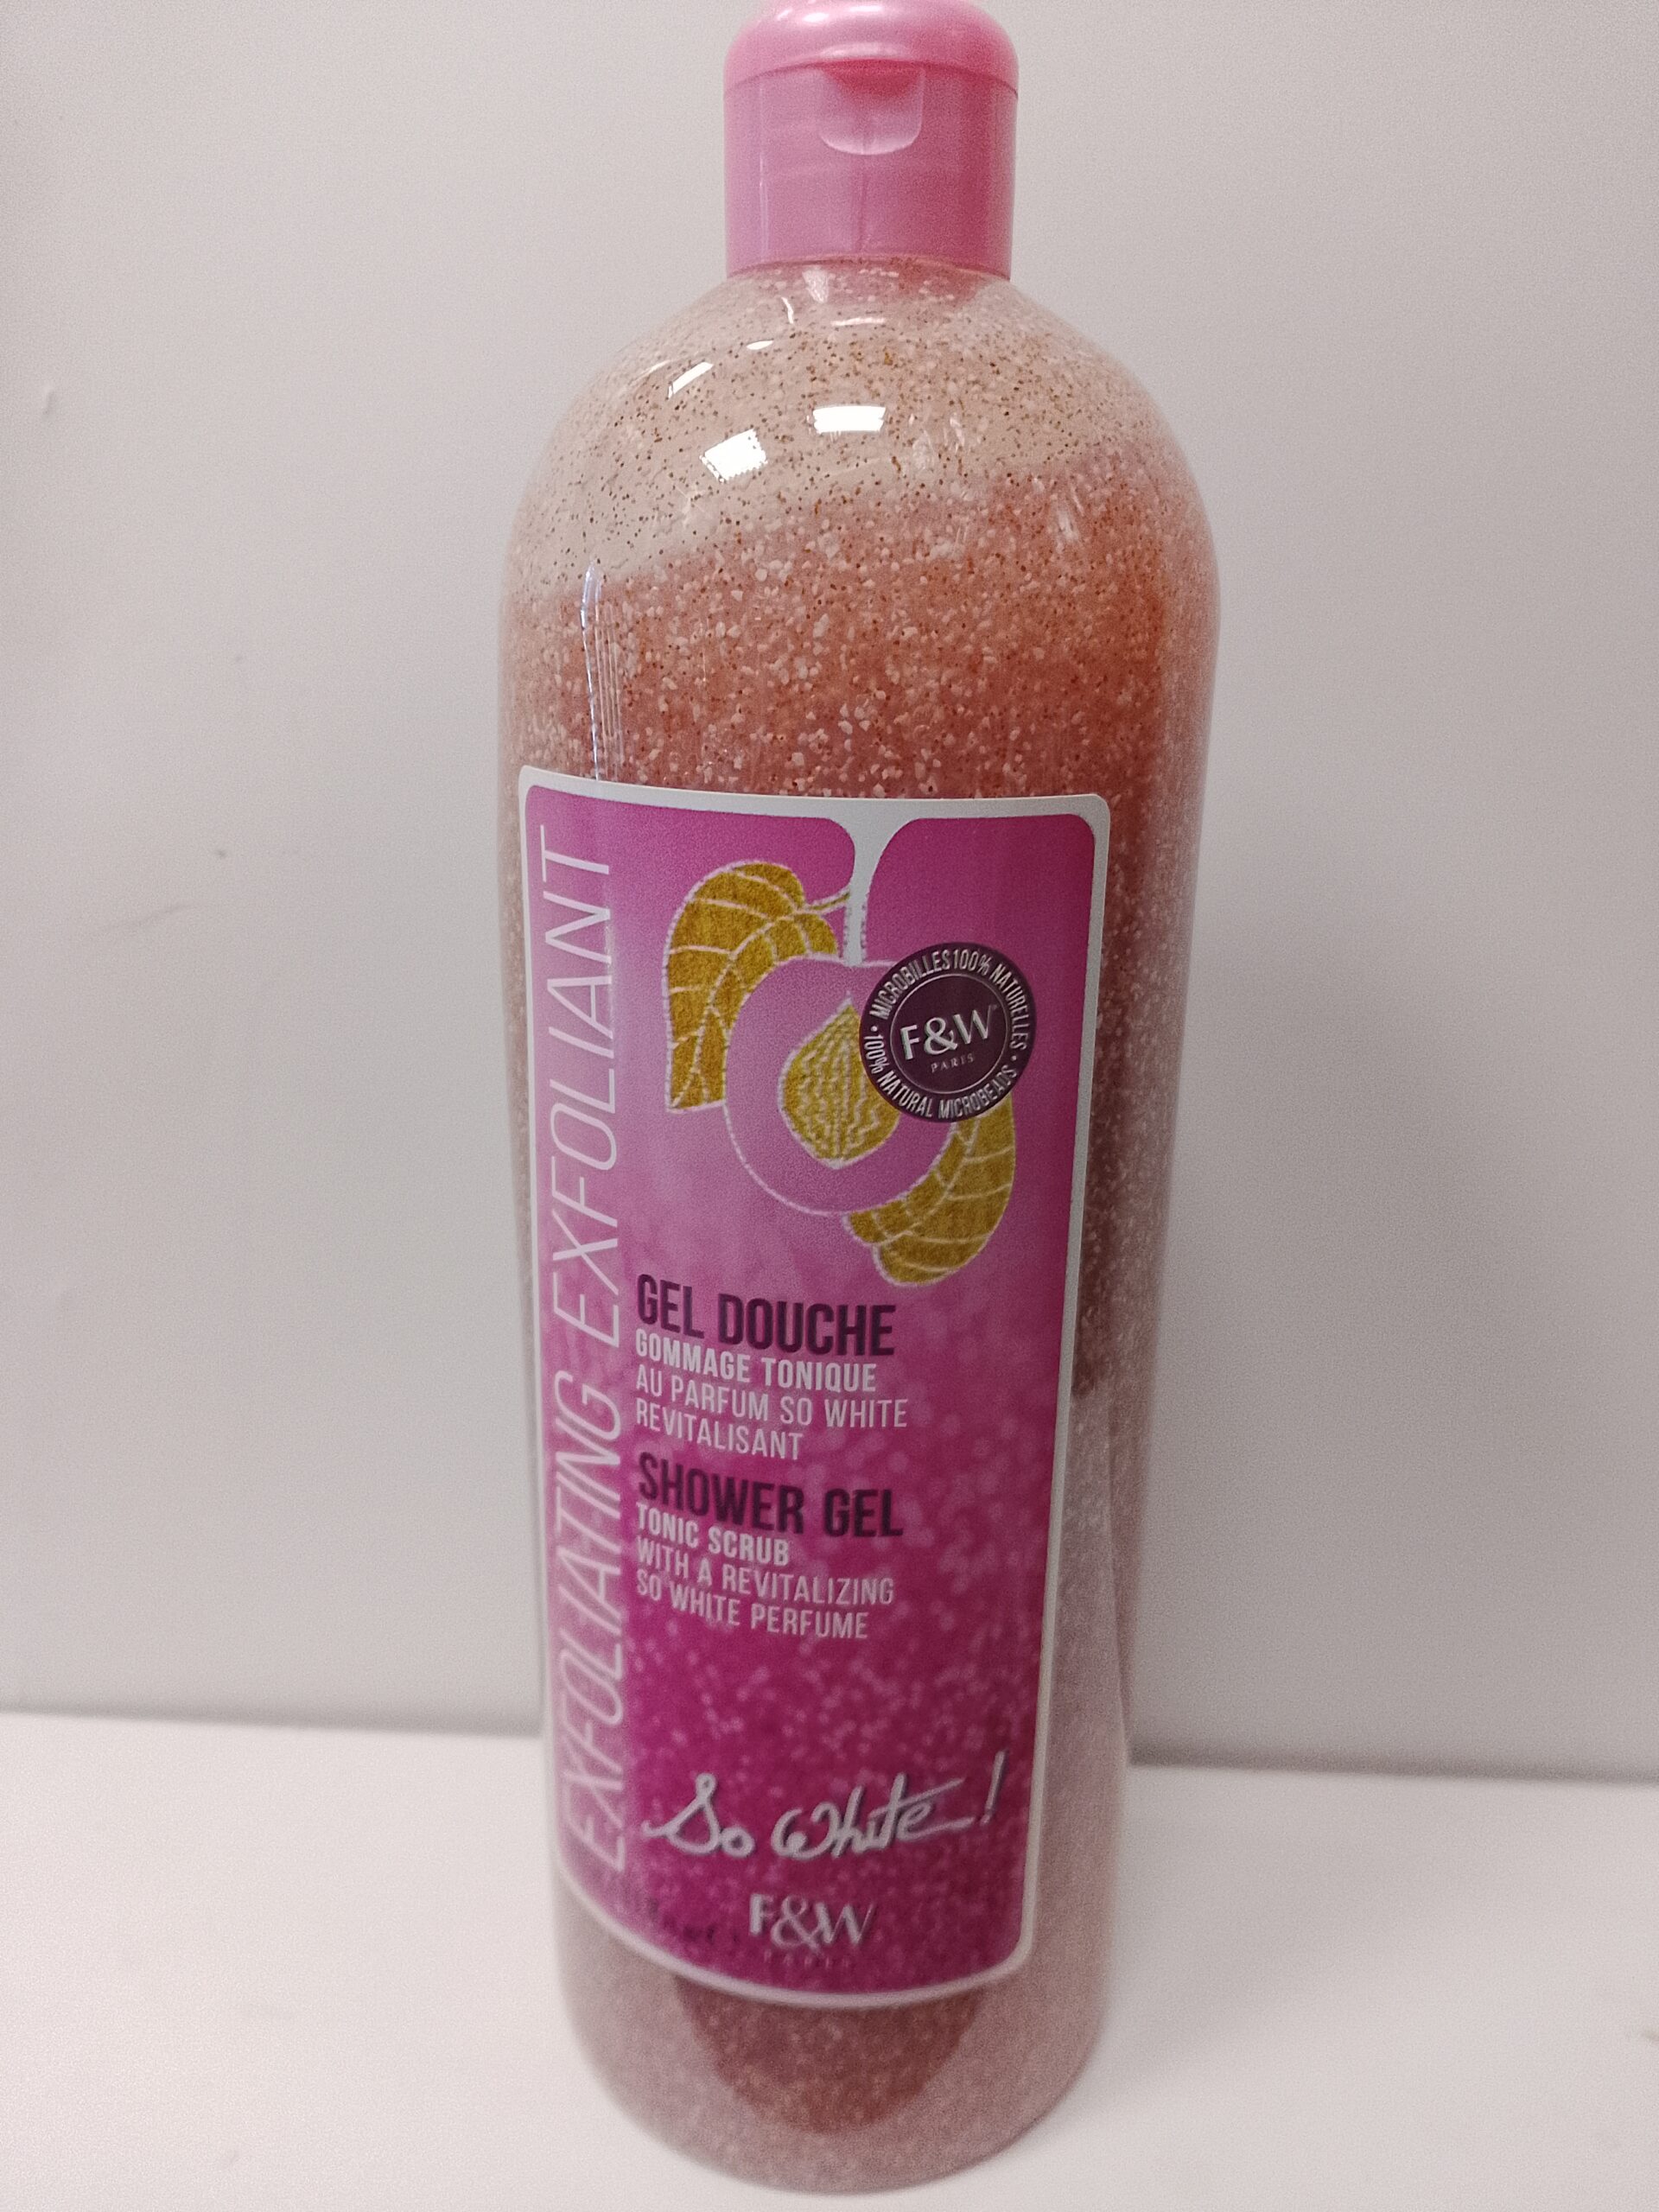 EXFOLIATING EXFOLIANT
• MICROBILLES 100% NATURELLES •
F&W
PARIS
100% NATURAL MICROBEADS
GEL DOUCHE
GOMMAGE TONIQUE
AU PARFUM SO WHITE
REVITALISANT
SHOWER GEL
TONIC SCRUB
WITH A REVITALIZING
SO WHITE PERFUME
So White !
F&W
PARIS